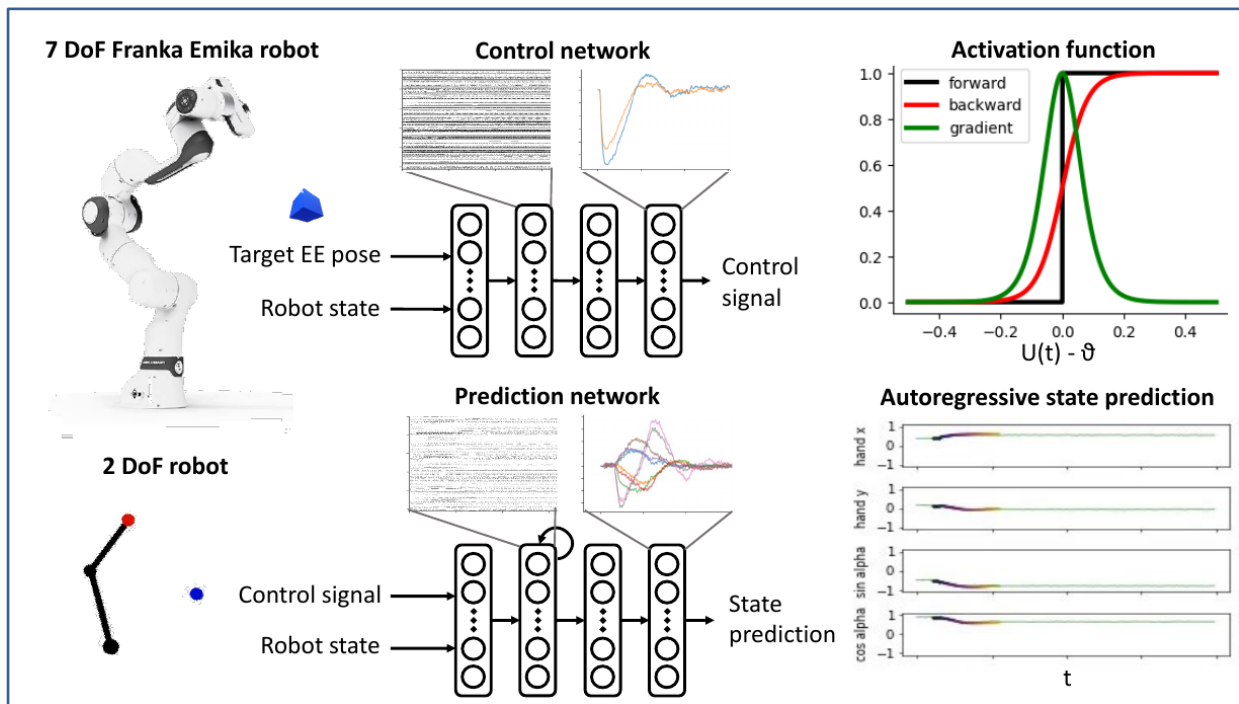 7 DoF Franka Emika robot
Control network
Target EE pose
Robot state
Control
signal
Activation function
forward
backward
gradient
1.0
0.8
0.6
0.4
0.2
0.0
−0.4
−0.2
0.0
0.2
0.4
U(t) - ϑ
2 DoF robot
Prediction network
Control signal
Robot state
State
prediction
Autoregressive state prediction
hand x
1
0
−1
hand y
1
0
−1
sin alpha
1
0
−1
cos alpha
1
0
−1
t